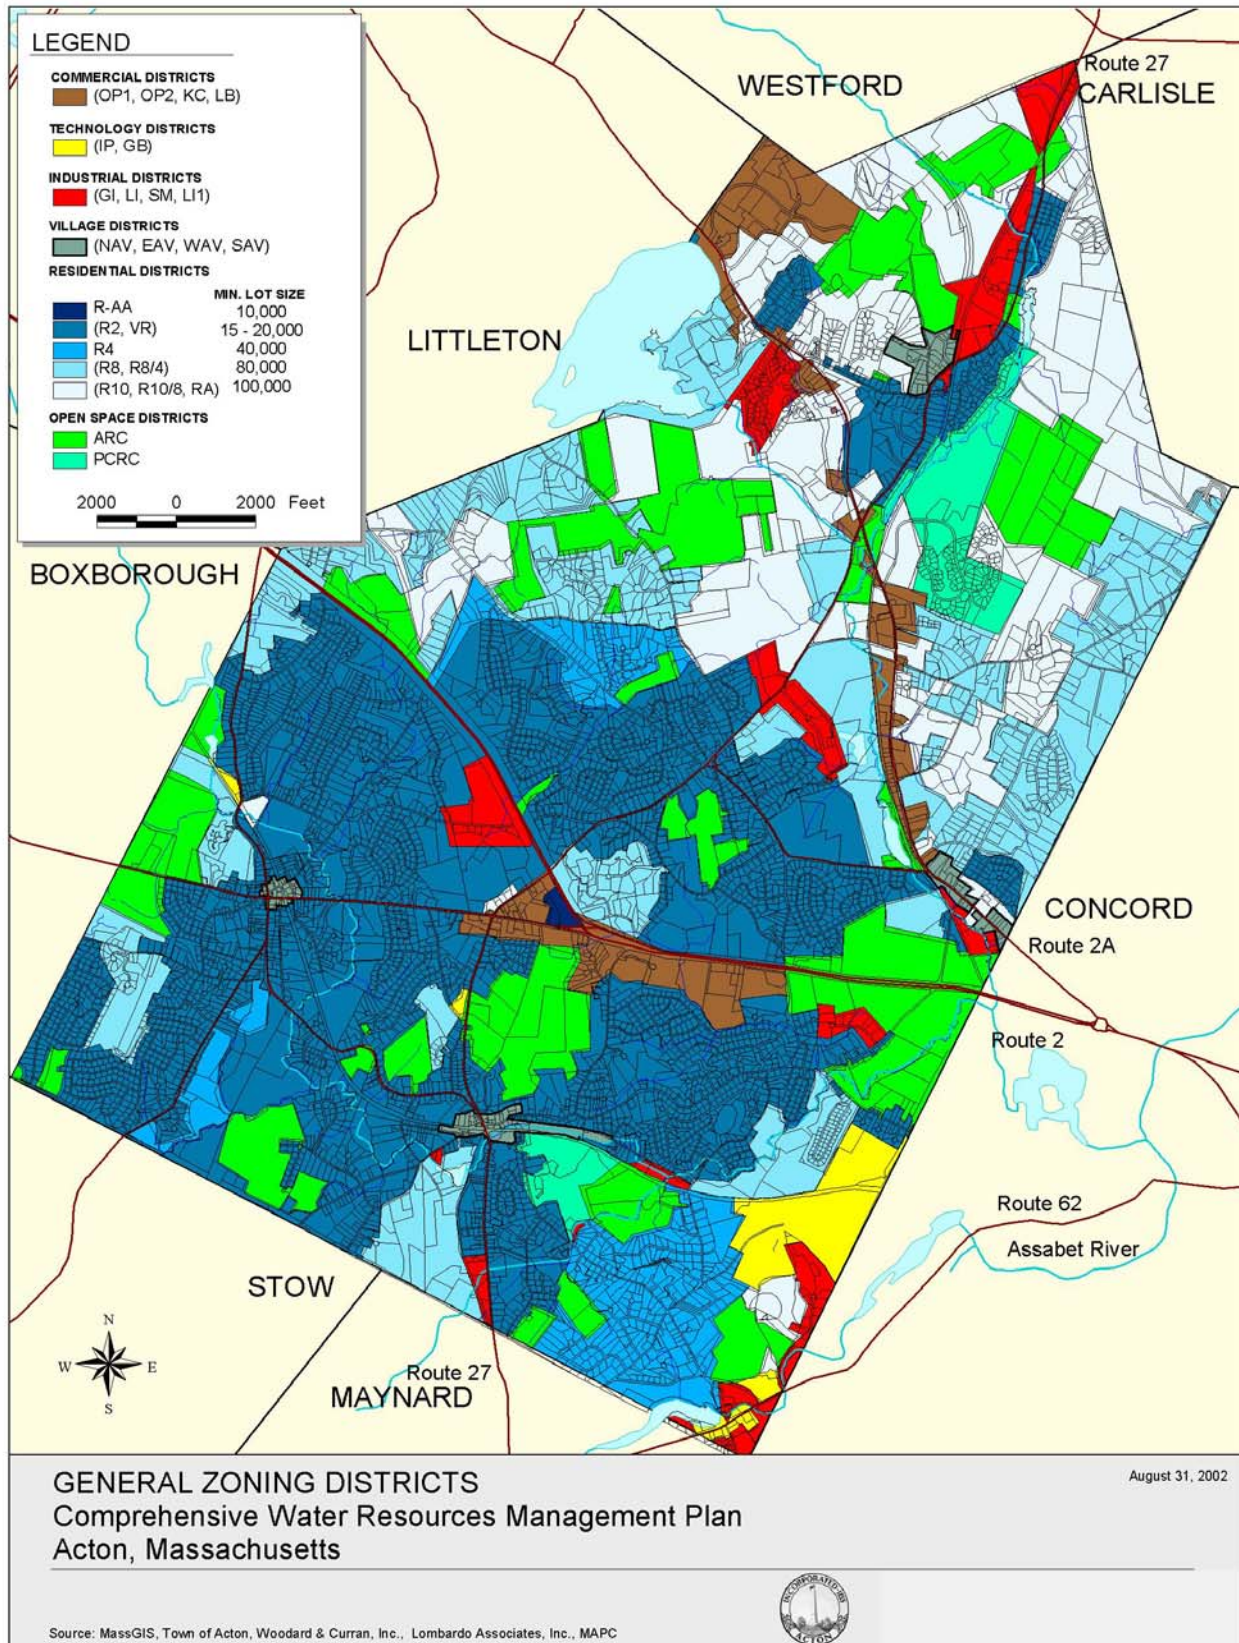 LEGEND
COMMERCIAL DISTRICTS
(OP1, OP2, KC, LB)
TECHNOLOGY DISTRICTS
(IP, GB)
INDUSTRIAL DISTRICTS
(GI, LI, SM, LI1)
VILLAGE DISTRICTS
(NAV, EAV, WAV, SAV)
RESIDENTIAL DISTRICTS
MIN. LOT SIZE
R-AA 10,000
(R2, VR) 15 - 20,000
R4 40,000
(R8, R8/4) 80,000
(R10, R10/8, RA) 100,000
OPEN SPACE DISTRICTS
ARC
PCRC
2000 0 2000 Feet
Route 27
WESTFORD
CARLISLE
LITTLETON
BOXBOROUGH
CONCORD
Route 2A
Route 2
Route 62
Assabet River
STOW
N
W E
S
Route 27
MAYNARD
GENERAL ZONING DISTRICTS
August 31, 2002
Comprehensive Water Resources Management Plan
Acton, Massachusetts
Source: MassGIS, Town of Acton, Woodard & Curran, Inc., Lombardo Associates, Inc., MAPC
ACTON